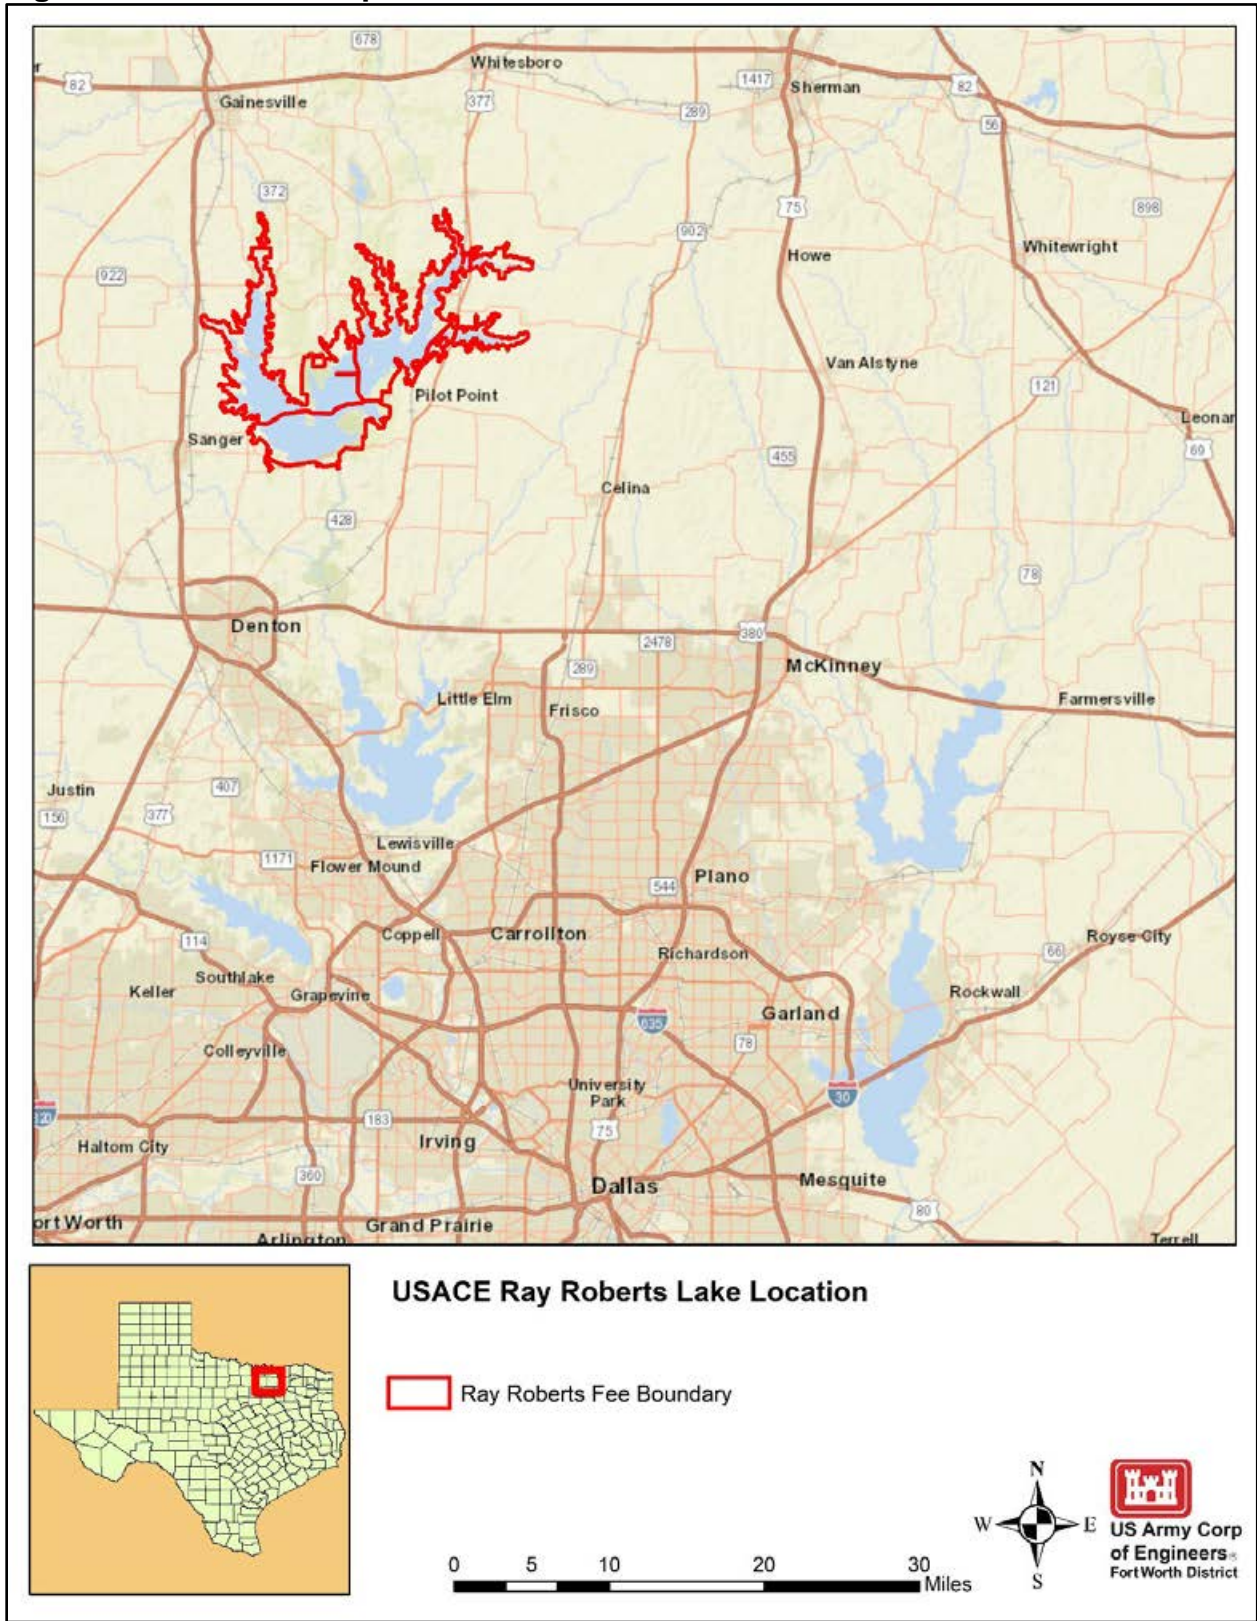 678
Whitesboro
82
1417
Sherman
82
Gainesville
377
289
56
372
898
75
902
Whitewright
Howe
922
Van Alstyne
121
Pilot Point
Leonar
Sanger
69
455
Celina
428
78
Denton
380
2478
289
McKinney
Little Elm
Frisco
Farmersville
Justin
407
156
377
Lewisville
1171
Flower Mound
544
Plano
Coppell
Carrollton
114
Royse City
66
Richardson
Southlake
Keller
Grapevine
Rockwall
Garland
635
78
Colleyville
University
Park
30
183
75
Irving
Haltom City
360
Dallas
Mesquite
80
ort Worth
Grand Prairie
Arlington
Terrell
USACE Ray Roberts Lake Location
Ray Roberts Fee Boundary
N
W
E
S
US Army Corp
of Engineers®
Fort Worth District
0
5
10
20
30
Miles